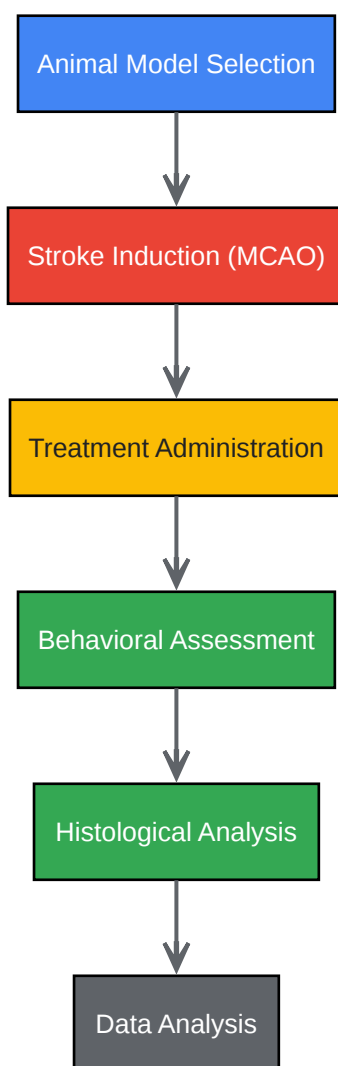 Animal Model Selection
Stroke Induction (MCAO)
Treatment Administration
Behavioral Assessment
Histological Analysis
Data Analysis